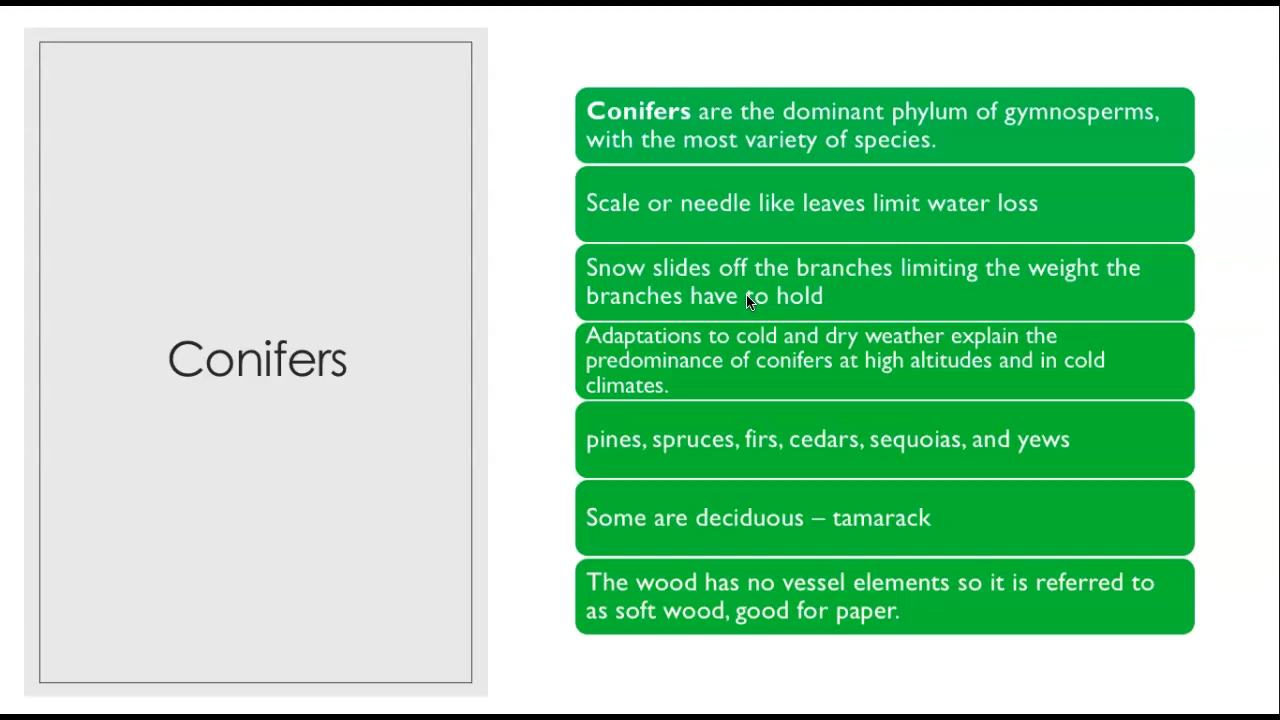 Conifers
Conifers are the dominant phylum of gymnosperms,
with the most variety of species.
Scale or needle like leaves limit water loss
Snow slides off the branches limiting the weight the
branches have to hold
Adaptations to cold and dry weather explain the
predominance of conifers at high altitudes and in cold
climates.
pines, spruces, firs, cedars, sequoias, and yews
Some are deciduous – tamarack
The wood has no vessel elements so it is referred to
as soft wood, good for paper.